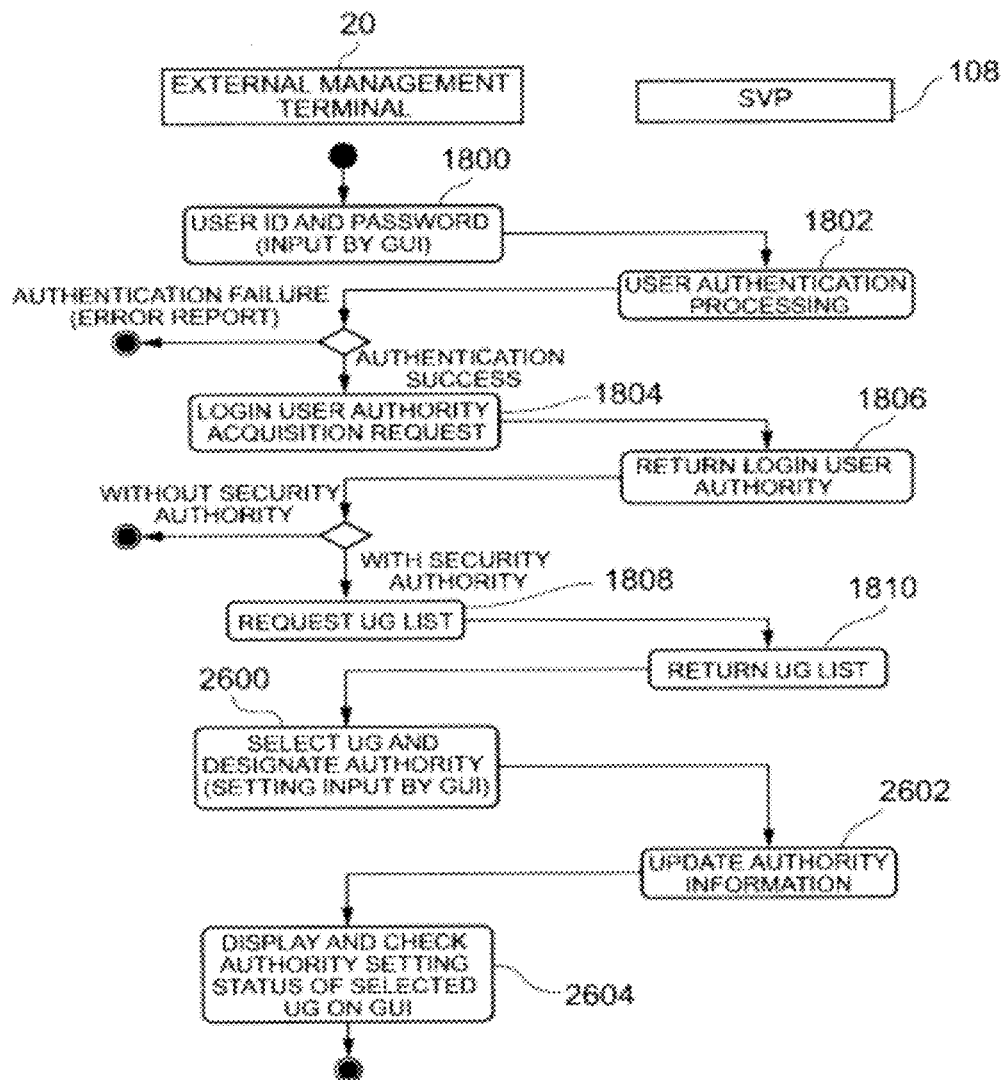 20
EXTERNAL MANAGEMENT
TERMINAL
SVP
108
1800
USER ID AND PASSWORD
(INPUT BY GUI)
1802
USER AUTHENTICATION
PROCESSING
AUTHENTICATION FAILURE
(ERROR REPORT)
AUTHENTICATION
SUCCESS
1804
LOGIN USER AUTHORITY
ACQUISITION REQUEST
1806
RETURN LOGIN USER
AUTHORITY
WITHOUT SECURITY
AUTHORITY
WITH SECURITY
AUTHORITY
1808
REQUEST UG LIST
1810
RETURN UG LIST
2600
SELECT UG AND
DESIGNATE AUTHORITY
(SETTING INPUT BY GUI)
2602
UPDATE AUTHORITY
INFORMATION
DISPLAY AND CHECK
AUTHORITY SETTING
STATUS OF SELECTED
UG ON GUI
2604